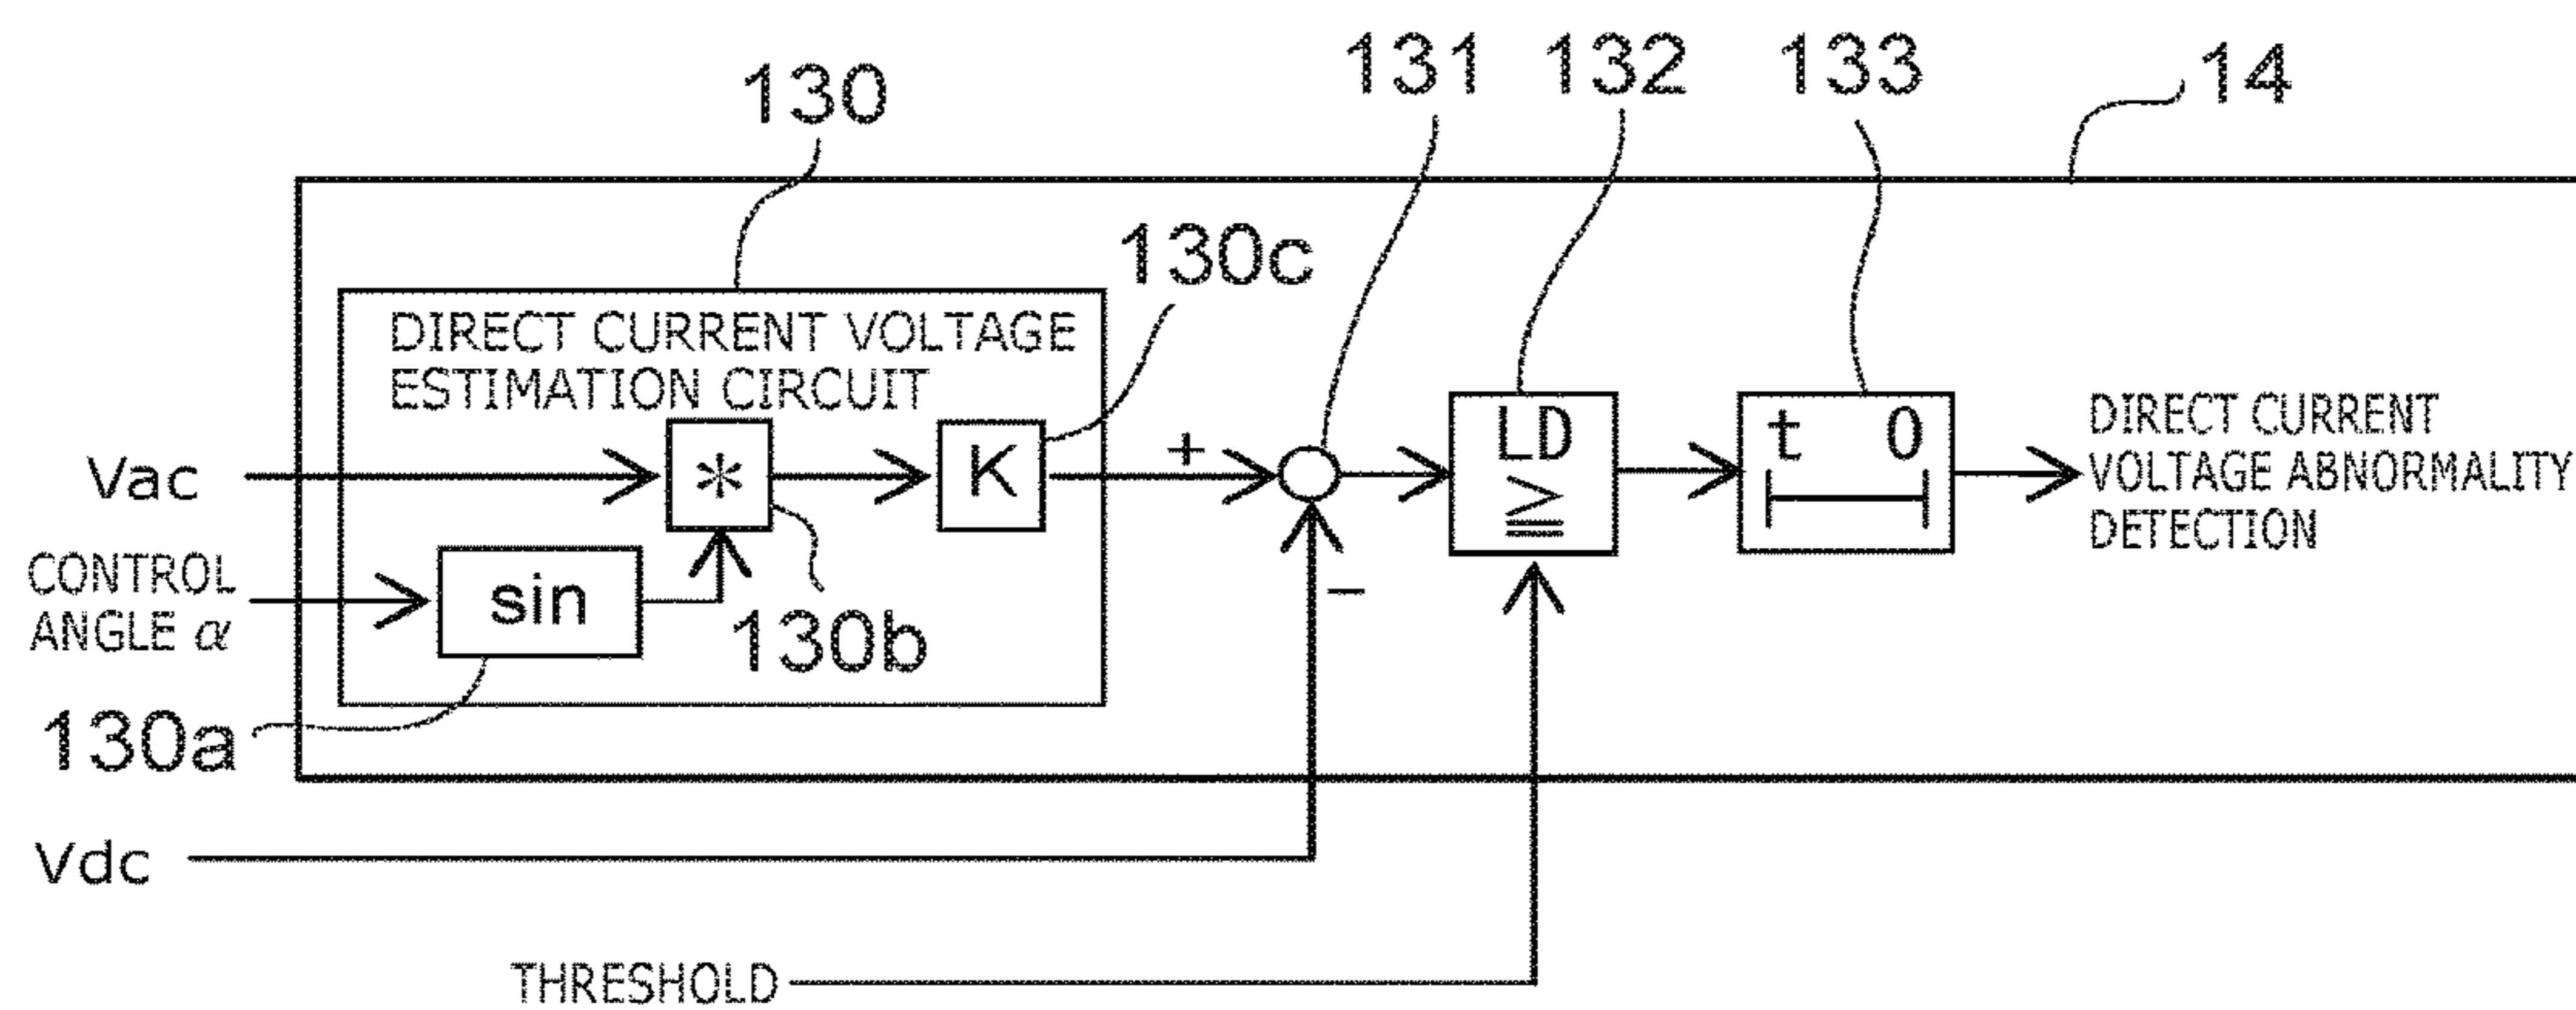 130
131
132
133
14
130c
DIRECT CURRENT VOLTAGE
ESTIMATION CIRCUIT
Vac
*
K
+
LD
≧
t 0
DIRECT CURRENT
VOLTAGE ABNORMALITY
DETECTION
CONTROL
ANGLE α
sin
130b
−
130a
Vdc
THRESHOLD